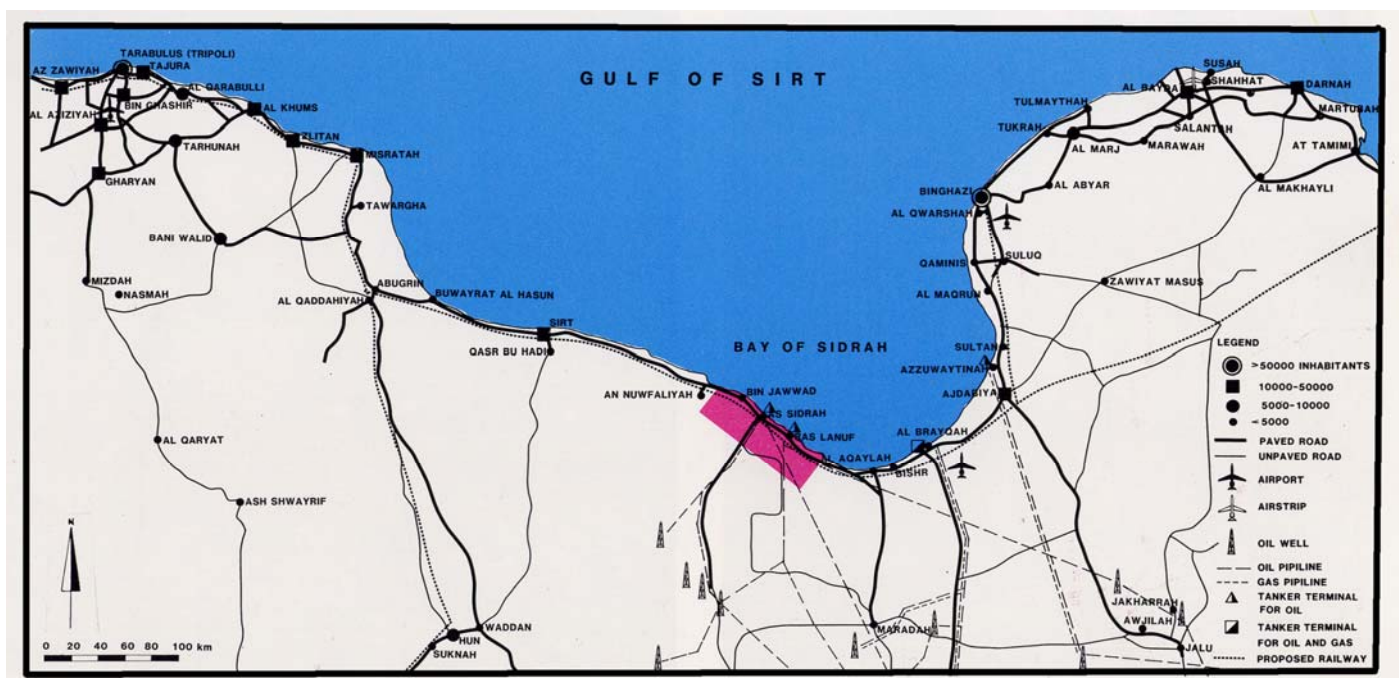 GULF OF SIRT
TARABULUS (TRIPOLI)
AZ ZAWIYAH
TAJURA
AL QARABULLI
BIN GHASHIR
AL KHUMS
AL AZIZIYAH
ZLITAN
TARHUNAH
MISRATAH
GHARYAN
TAWARGHA
BANI WALID
MIZDAH
NASMAH
ABUGRIN
AL QADDAHIYAH
BUWAYRAT AL HASUN
SIRT
QASR BU HADI
BAY OF SIDRAH
AN NUWFALIYAH
BIN JAWWAD
AS SIDRAH
RAS LANUF
AL AQAYLAH
BISHR
AL BRAYQAH
AL QARYAT
ASH SHWAYRIF
WADDAN
HUN
SUKNAH
MARADAH
SUSAH
SHAHHAT
AL BAYDA
DARNAH
TULMAYTHAH
MARTUBAH
TUKRAH
SALANTAH
AL MARJ
MARAWAH
AT TAMIMI
BINGHAZI
AL ABYAR
AL MAKHAYLI
AL QWARSHAH
QAMINIS
SULUQ
ZAWIYAT MASUS
AL MAQRUN
SULTAN
AZZUWAYTINAH
AJDABIYA
JAKHARRAH
AWJILAH
JALU
LEGEND
>50000 INHABITANTS
10000-50000
5000-10000
<5000
PAVED ROAD
UNPAVED ROAD
AIRPORT
AIRSTRIP
OIL WELL
OIL PIPILINE
GAS PIPILINE
TANKER TERMINAL
FOR OIL
TANKER TERMINAL
FOR OIL AND GAS
PROPOSED RAILWAY
N
0 20 40 60 80 100 km